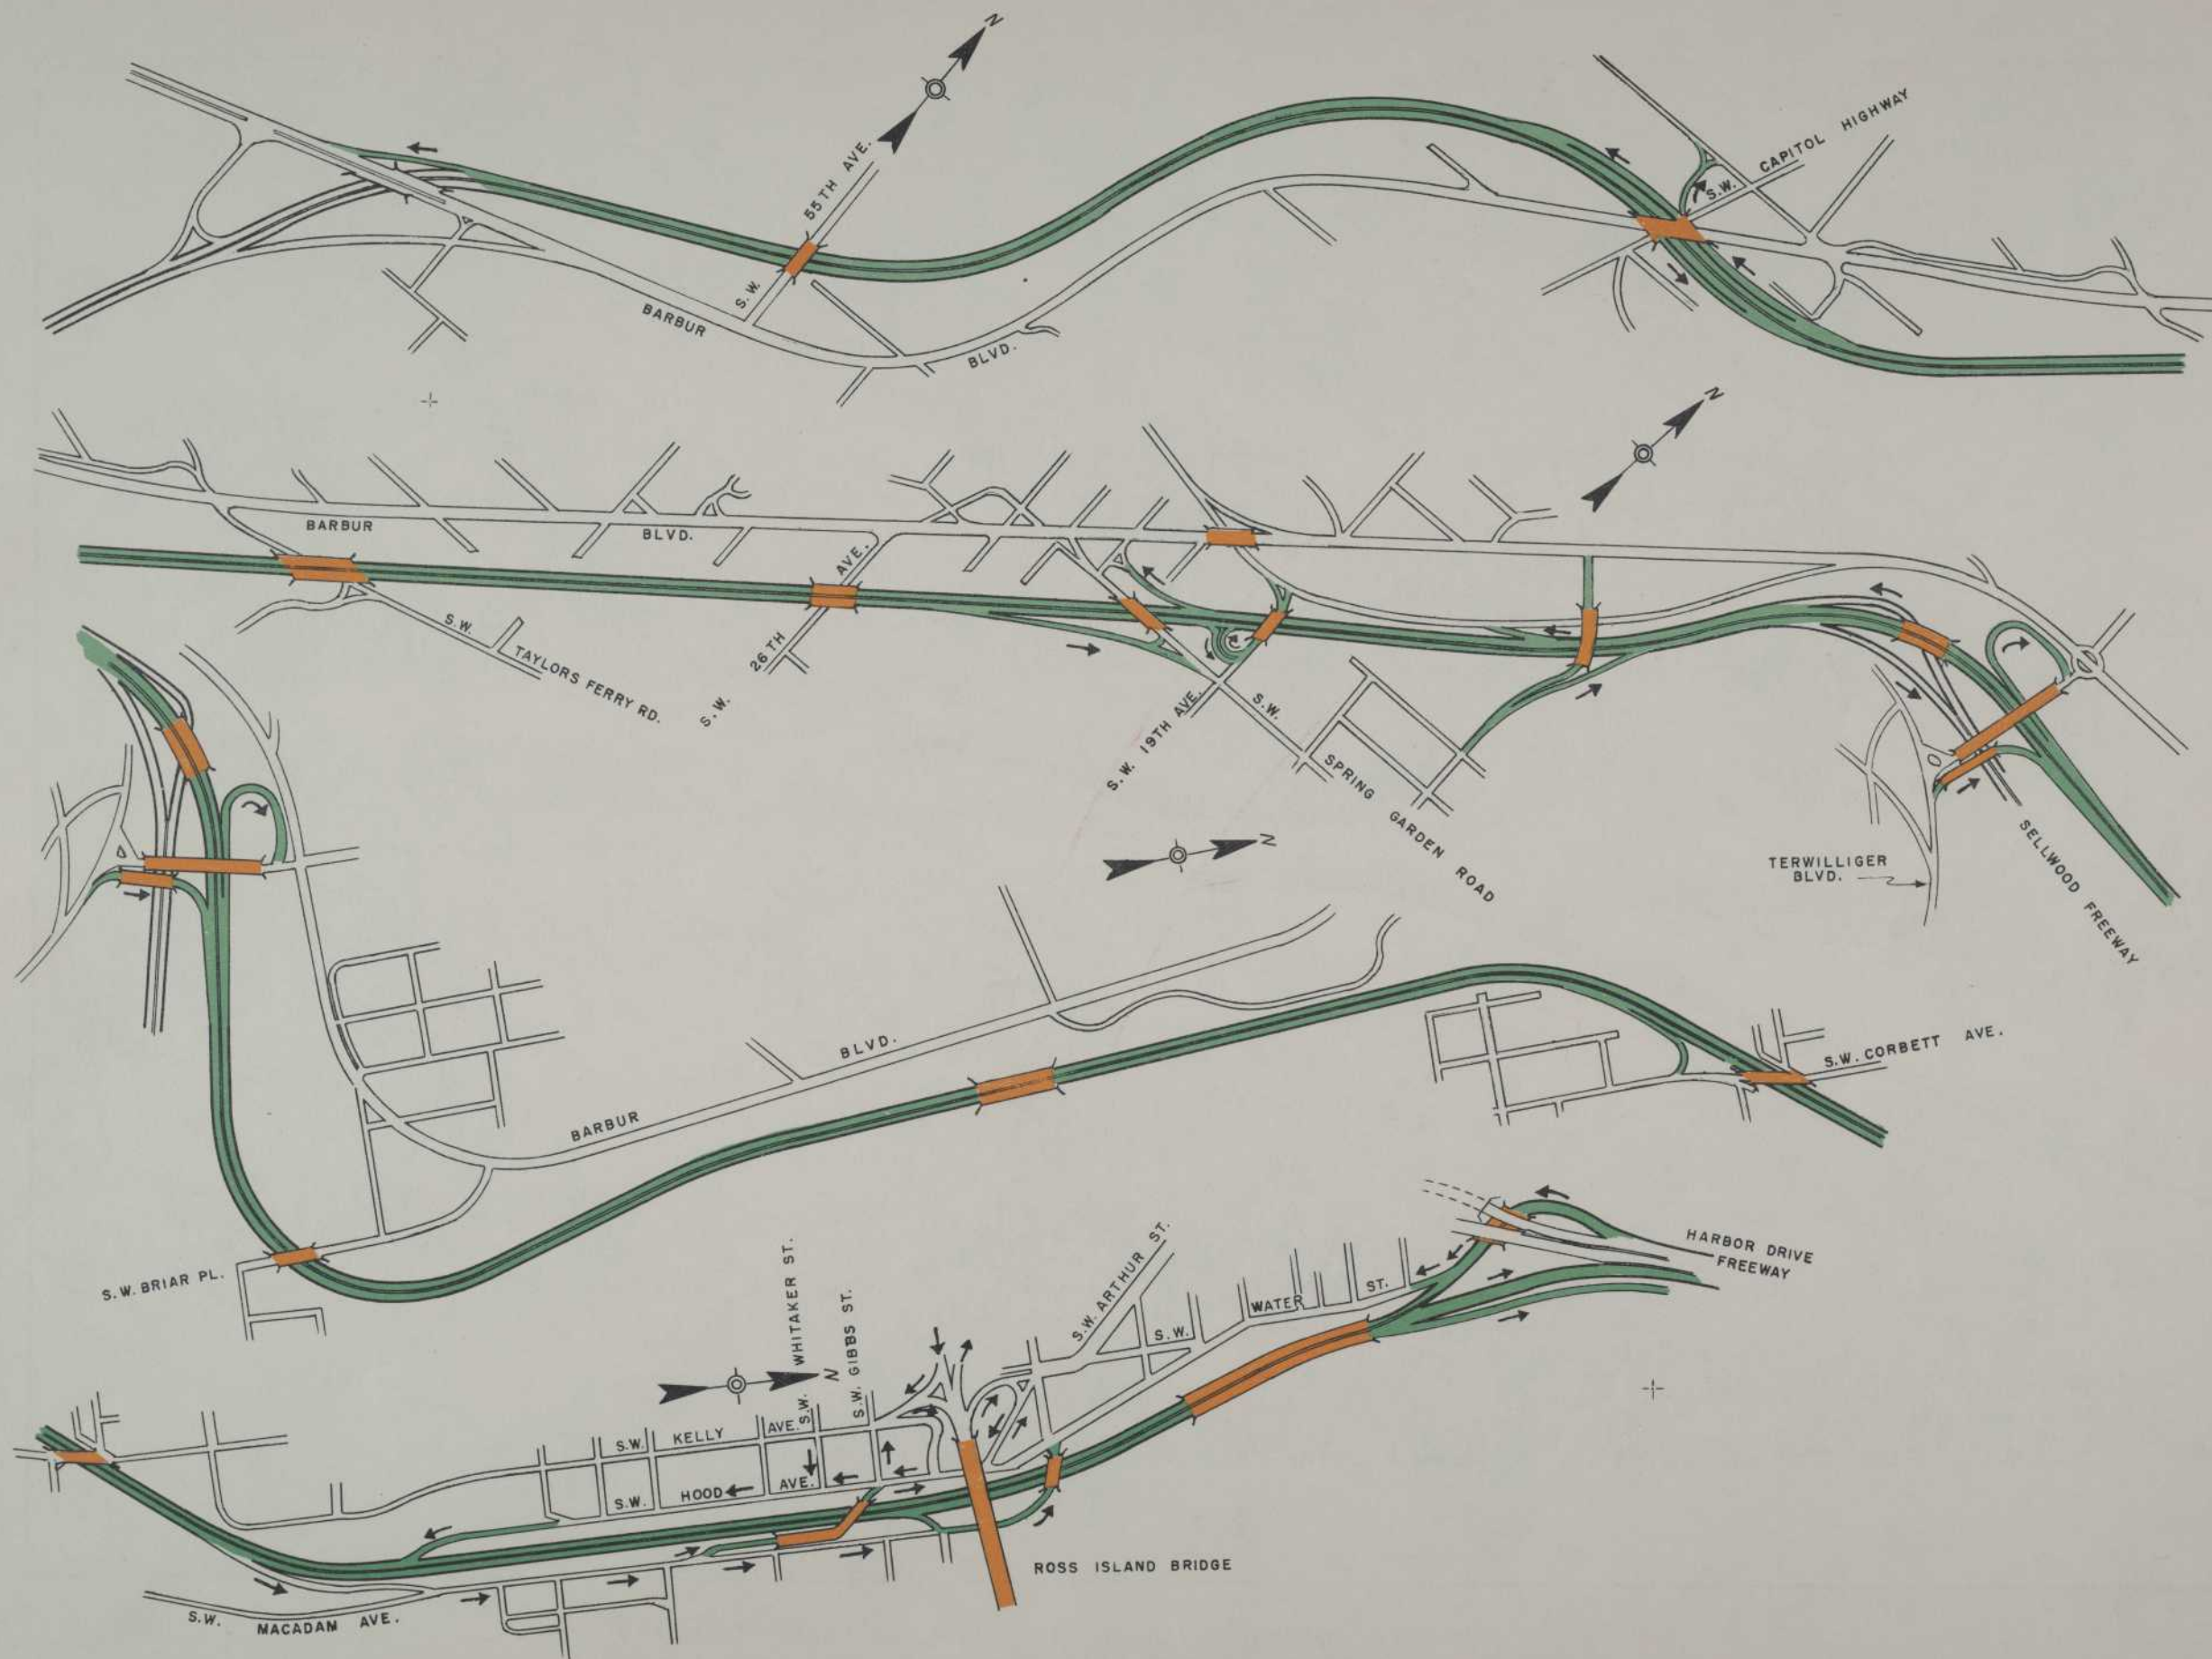 N
55TH AVE.
S.W.
CAPITOL HIGHWAY
S.W.
BARBUR
BLVD.
N
BARBUR
BLVD.
AVE.
26TH
S.W.
S.W.
TAYLORS FERRY RD.
S.W. 19TH AVE.
S.W.
SPRING
GARDEN
ROAD
TERWILLIGER
BLVD.
SELLWOOD FREEWAY
N
BARBUR
BLVD.
S.W. CORBETT AVE.
S.W. BRIAR PL.
S.W. WHITAKER ST.
S.W. GIBBS ST.
S.W. ARTHUR ST.
S.W.
WATER
ST.
HARBOR DRIVE
FREEWAY
N
S.W.
KELLY
AVE.
S.W.
HOOD
AVE.
ROSS ISLAND BRIDGE
S.W.
MACADAM AVE.